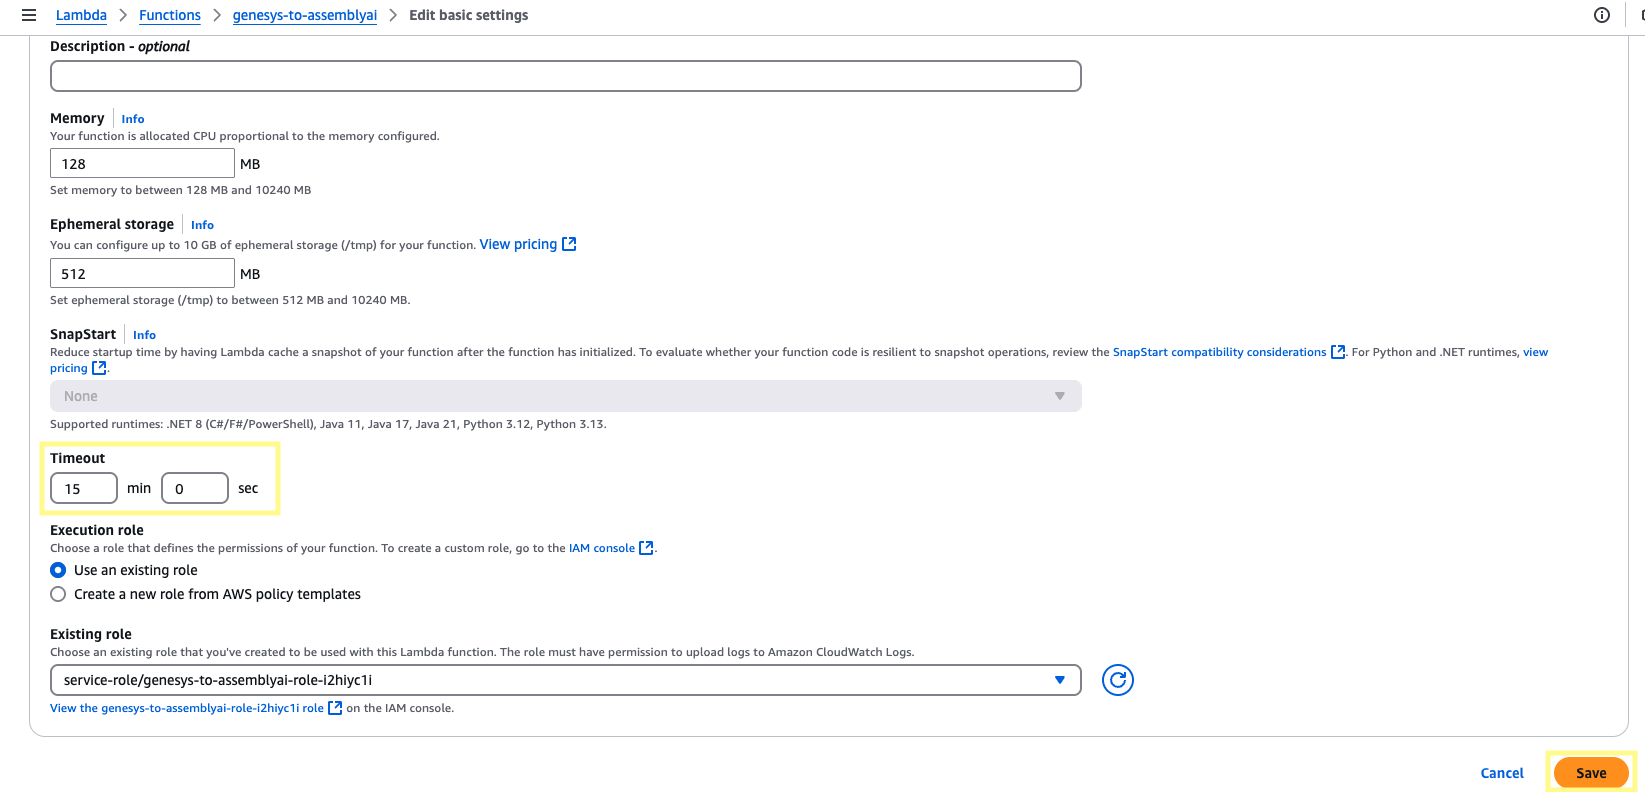 Lambda > Functions > genesys-to-assemblyai > Edit basic settings
Description - optional
Memory | Info
Your function is allocated CPU proportional to the memory configured.
128 MB
Set memory to between 128 MB and 10240 MB
Ephemeral storage | Info
You can configure up to 10 GB of ephemeral storage (/tmp) for your function. View pricing
512 MB
Set ephemeral storage (/tmp) to between 512 MB and 10240 MB.
SnapStart | Info
Reduce startup time by having Lambda cache a snapshot of your function after the function has initialized. To evaluate whether your function code is resilient to snapshot operations, review the SnapStart compatibility considerations. For Python and .NET runtimes, view
pricing.
None
Supported runtimes: .NET 8 (C#/F#/PowerShell), Java 11, Java 17, Java 21, Python 3.12, Python 3.13.
Timeout
15 min 0 sec
Execution role
Choose a role that defines the permissions of your function. To create a custom role, go to the IAM console.
Use an existing role
Create a new role from AWS policy templates
Existing role
Choose an existing role that you've created to be used with this Lambda function. The role must have permission to upload logs to Amazon CloudWatch Logs.
service-role/genesys-to-assemblyai-role-i2hiyc1i
View the genesys-to-assemblyai-role-i2hiyc1i role on the IAM console.
Cancel Save